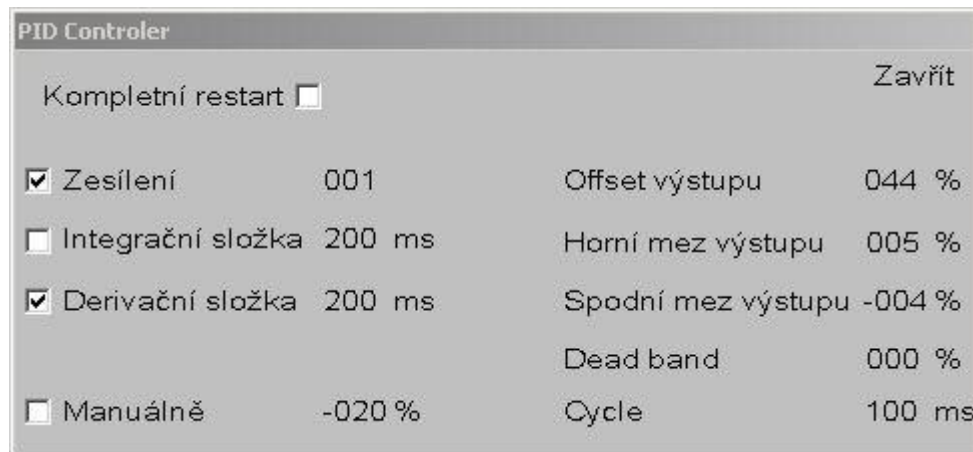 PID Controler
Zavřít
Kompletní restart
Zesílení 001 Offset výstupu 044 %
Integrační složka 200 ms Horní mez výstupu 005 %
Derivační složka 200 ms Spodní mez výstupu -004 %
Dead band 000 %
Manuálně -020 % Cycle 100 ms